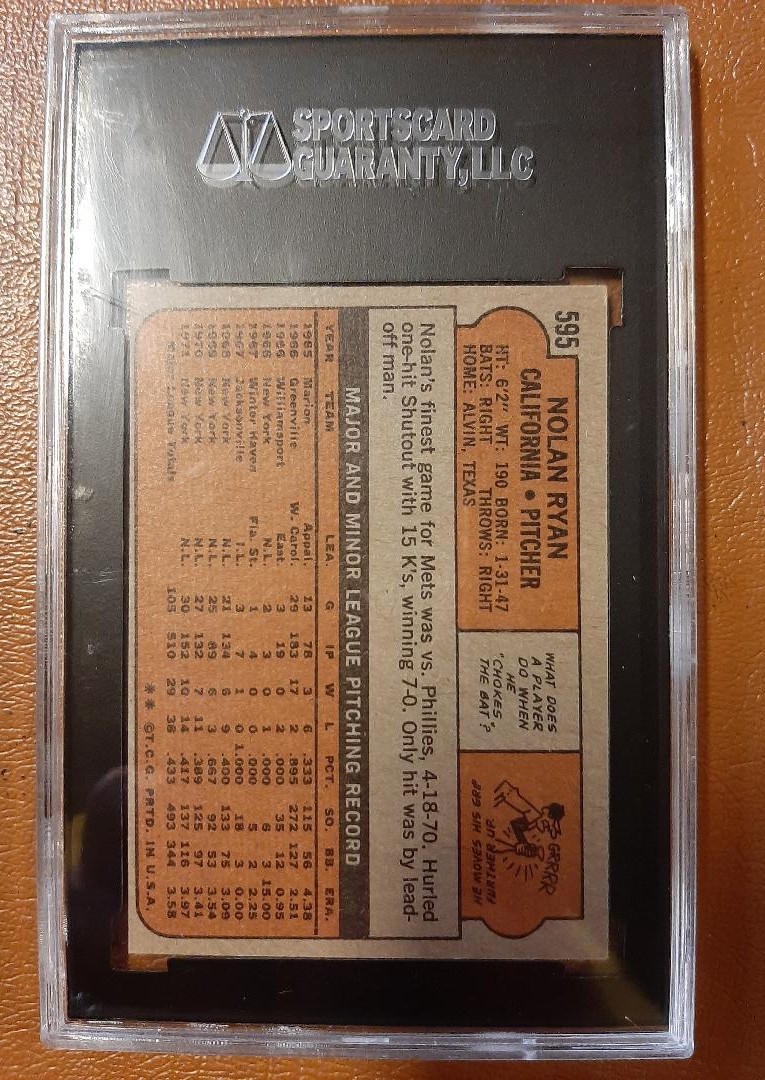 SPORTSCARD
GUARANTY, LLC
595
NOLAN RYAN
CALIFORNIA • PITCHER
HT: 6'2" WT: 190 BORN: 1-31-47
BATS: RIGHT THROWS: RIGHT
HOME: ALVIN, TEXAS
WHAT DOES
A PLAYER
DO WHEN
HE
"CHOKES"
THE BAT?
GRRRR
HE MOVES HIS GRIP
FURTHER UP.
Nolan's finest game for Mets was vs. Phillies, 4-18-70. Hurled
one-hit Shutout with 15 K's, winning 7-0. Only hit was by lead-
off man.
MAJOR AND MINOR LEAGUE PITCHING RECORD
YEAR TEAM LEA. G IP W L PCT. SO. BB. ERA.
1965 Marion Appal. 13 78 3 6 .333 115 56 4.38
1966 Greenville W. Carol. 29 183 17 2 .895 272 127 2.51
1966 Williamsport East. 3 19 0 2 .000 35 12 0.95
1966 New York N.L. 2 3 0 1 .000 6 3 15.00
1967 Winter Haven Fla. St. 1 4 0 0 .000 5 2 2.25
1967 Jacksonville I.L. 3 7 1 0 1.000 18 3 0.00
1968 New York N.L. 21 134 6 9 .400 133 75 3.09
1969 New York N.L. 25 89 6 3 .667 92 53 3.54
1970 New York N.L. 27 132 7 11 .389 125 97 3.41
1971 New York N.L. 30 152 10 14 .417 137 116 3.97
Major League Totals 105 510 29 38 .433 493 344 3.58
** ©T.C.G. PRTD. IN U.S.A.